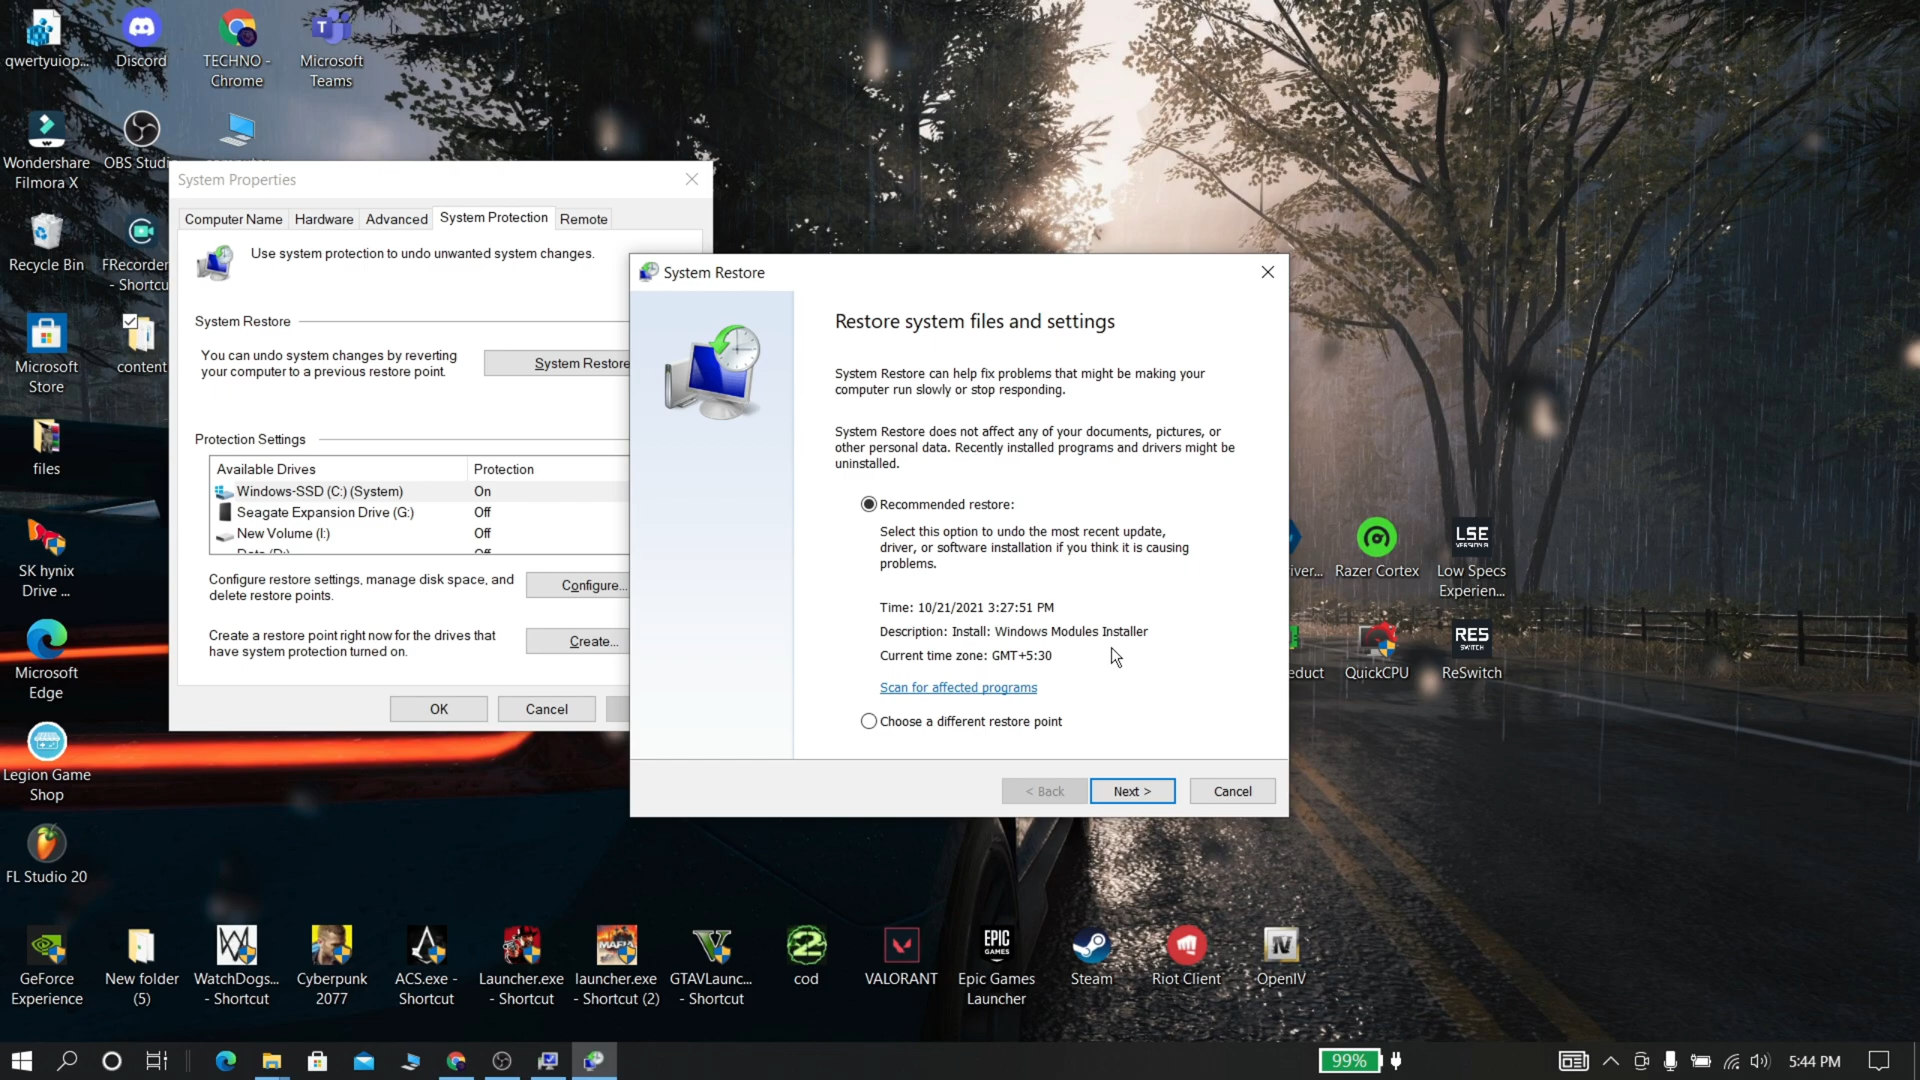 qwertyuiop...
Discord
TECHNO -
Chrome
Microsoft
Teams
Wondershare
Filmora X
OBS Studi
Recycle Bin
FRecorder
- Shortcu
Microsoft
Store
content
files
SK hynix
Drive ...
Microsoft
Edge
Legion Game
Shop
FL Studio 20
System Properties
Computer Name
Hardware
Advanced
System Protection
Remote
Use system protection to undo unwanted system changes.
System Restore
You can undo system changes by reverting
your computer to a previous restore point.
System Restore
Protection Settings
Available Drives
Protection
Windows-SSD (C:) (System)
On
Seagate Expansion Drive (G:)
Off
New Volume (I:)
Off
Data (D:)
Off
Configure restore settings, manage disk space, and
delete restore points.
Configure...
Create a restore point right now for the drives that
have system protection turned on.
Create...
OK
Cancel
System Restore
Restore system files and settings
System Restore can help fix problems that might be making your
computer run slowly or stop responding.
System Restore does not affect any of your documents, pictures, or
other personal data. Recently installed programs and drivers might be
uninstalled.
Recommended restore:
Select this option to undo the most recent update,
driver, or software installation if you think it is causing
problems.
Time: 10/21/2021 3:27:51 PM
Description: Install: Windows Modules Installer
Current time zone: GMT+5:30
Scan for affected programs
Choose a different restore point
< Back
Next >
Cancel
iver...
Razer Cortex
LSE
Low Specs
Experien...
educt
QuickCPU
RES
SWITCH
ReSwitch
GeForce
Experience
New folder
(5)
WatchDogs...
- Shortcut
Cyberpunk
2077
ACS.exe -
Shortcut
Launcher.exe
- Shortcut
MAFIA
launcher.exe
- Shortcut (2)
GTAVLaunc...
- Shortcut
cod
VALORANT
EPIC
GAMES
Epic Games
Launcher
Steam
Riot Client
IV
OpenIV
99%
5:44 PM